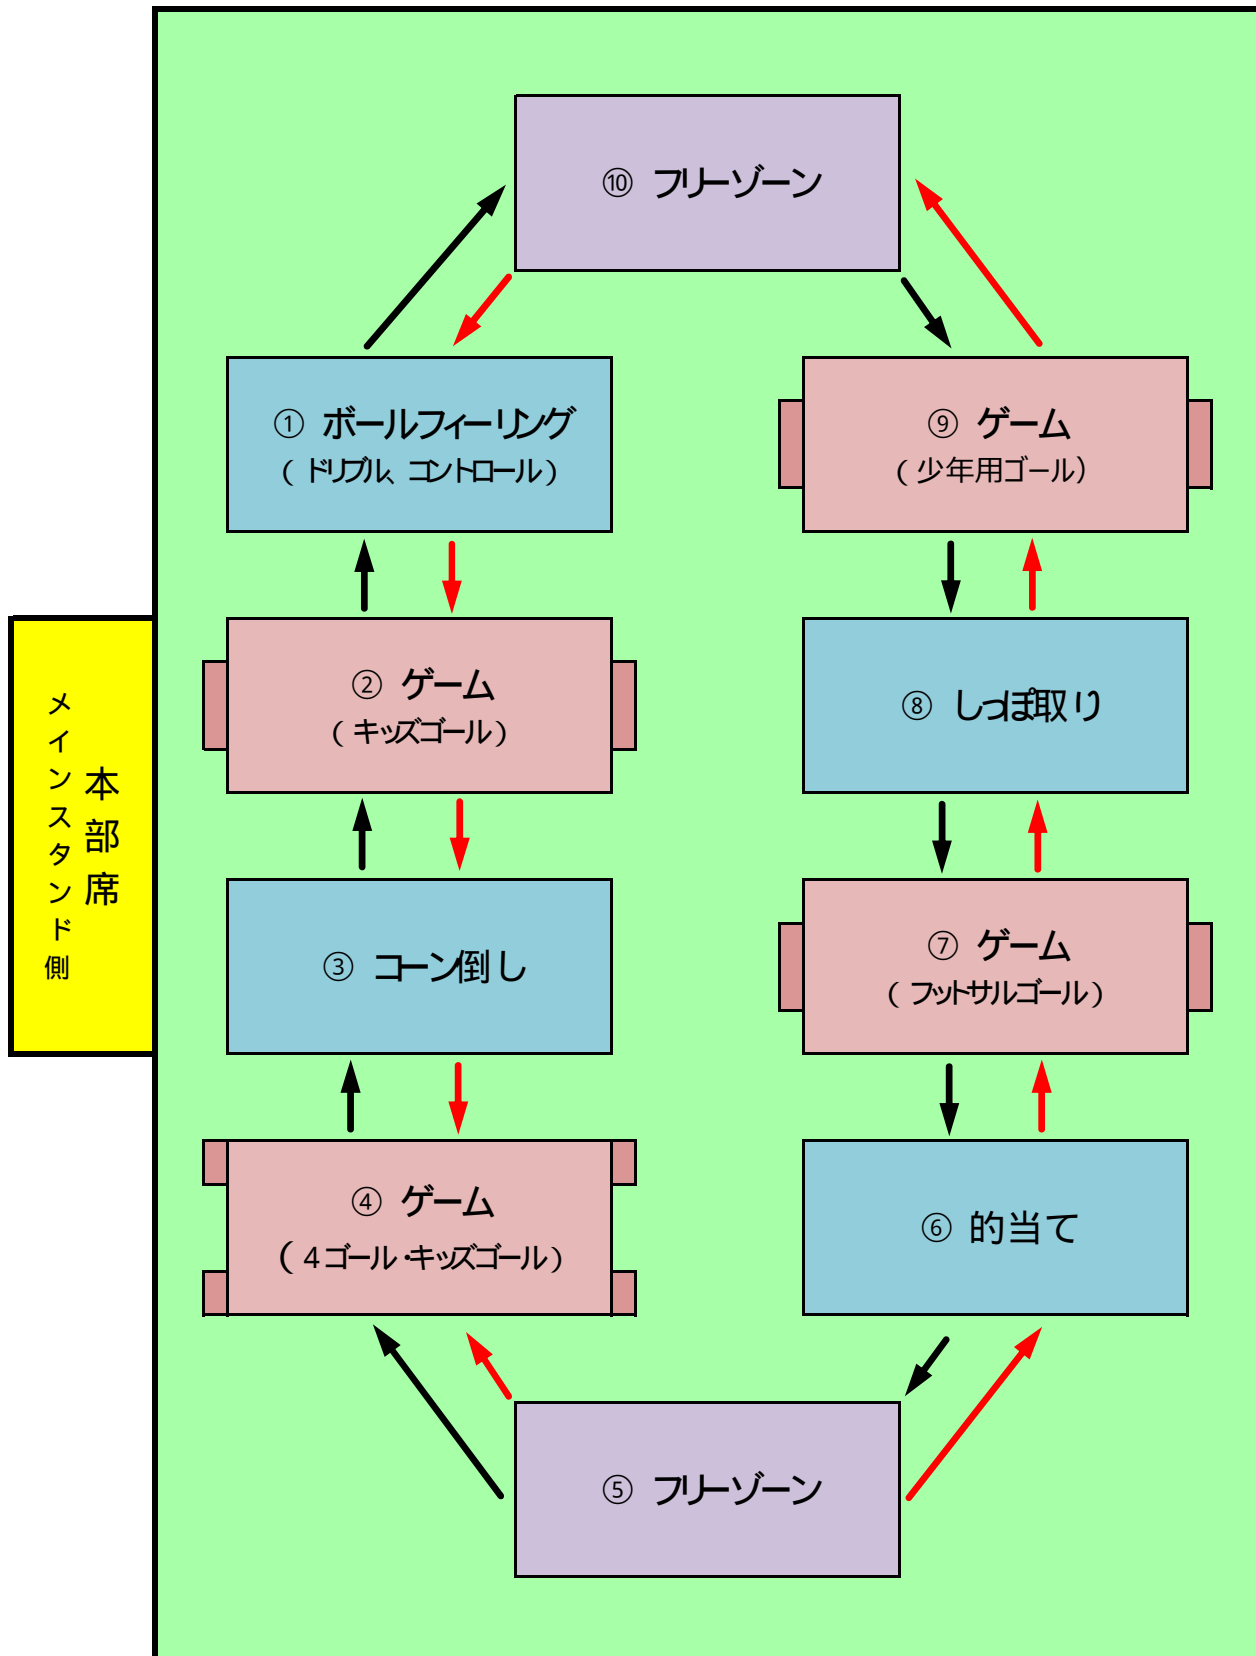 ⑩ フリーゾーン
① ボールフィーリング
(ドリブル、コントロール)
⑨ ゲーム
(少年用ゴール)
② ゲーム
(キッズゴール)
⑧ しっぽ取り
メインスタンド側
本部席
③ コーン倒し
⑦ ゲーム
(フットサルゴール)
④ ゲーム
(4ゴール・キッズゴール)
⑥ 的当て
⑤ フリーゾーン